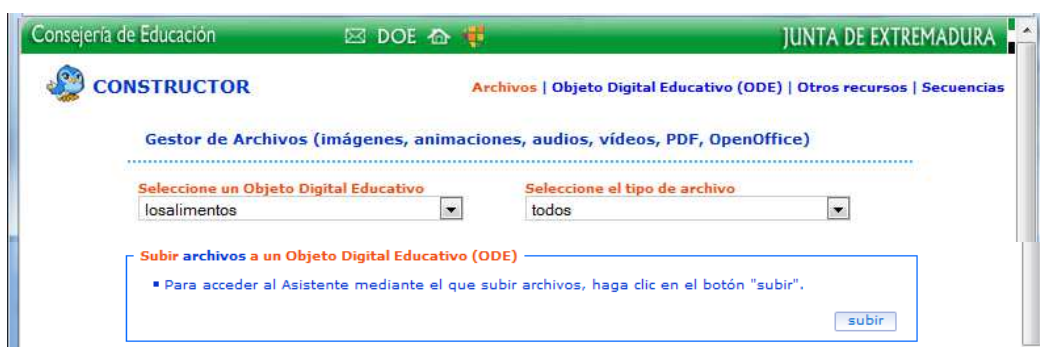 Consejería de Educación DOE JUNTA DE EXTREMADURA
CONSTRUCTOR Archivos | Objeto Digital Educativo (ODE) | Otros recursos | Secuencias
Gestor de Archivos (imágenes, animaciones, audios, vídeos, PDF, OpenOffice)
Seleccione un Objeto Digital Educativo Seleccione el tipo de archivo
losalimentos todos
Subir archivos a un Objeto Digital Educativo (ODE)
Para acceder al Asistente mediante el que subir archivos, haga clic en el botón "subir".
subir